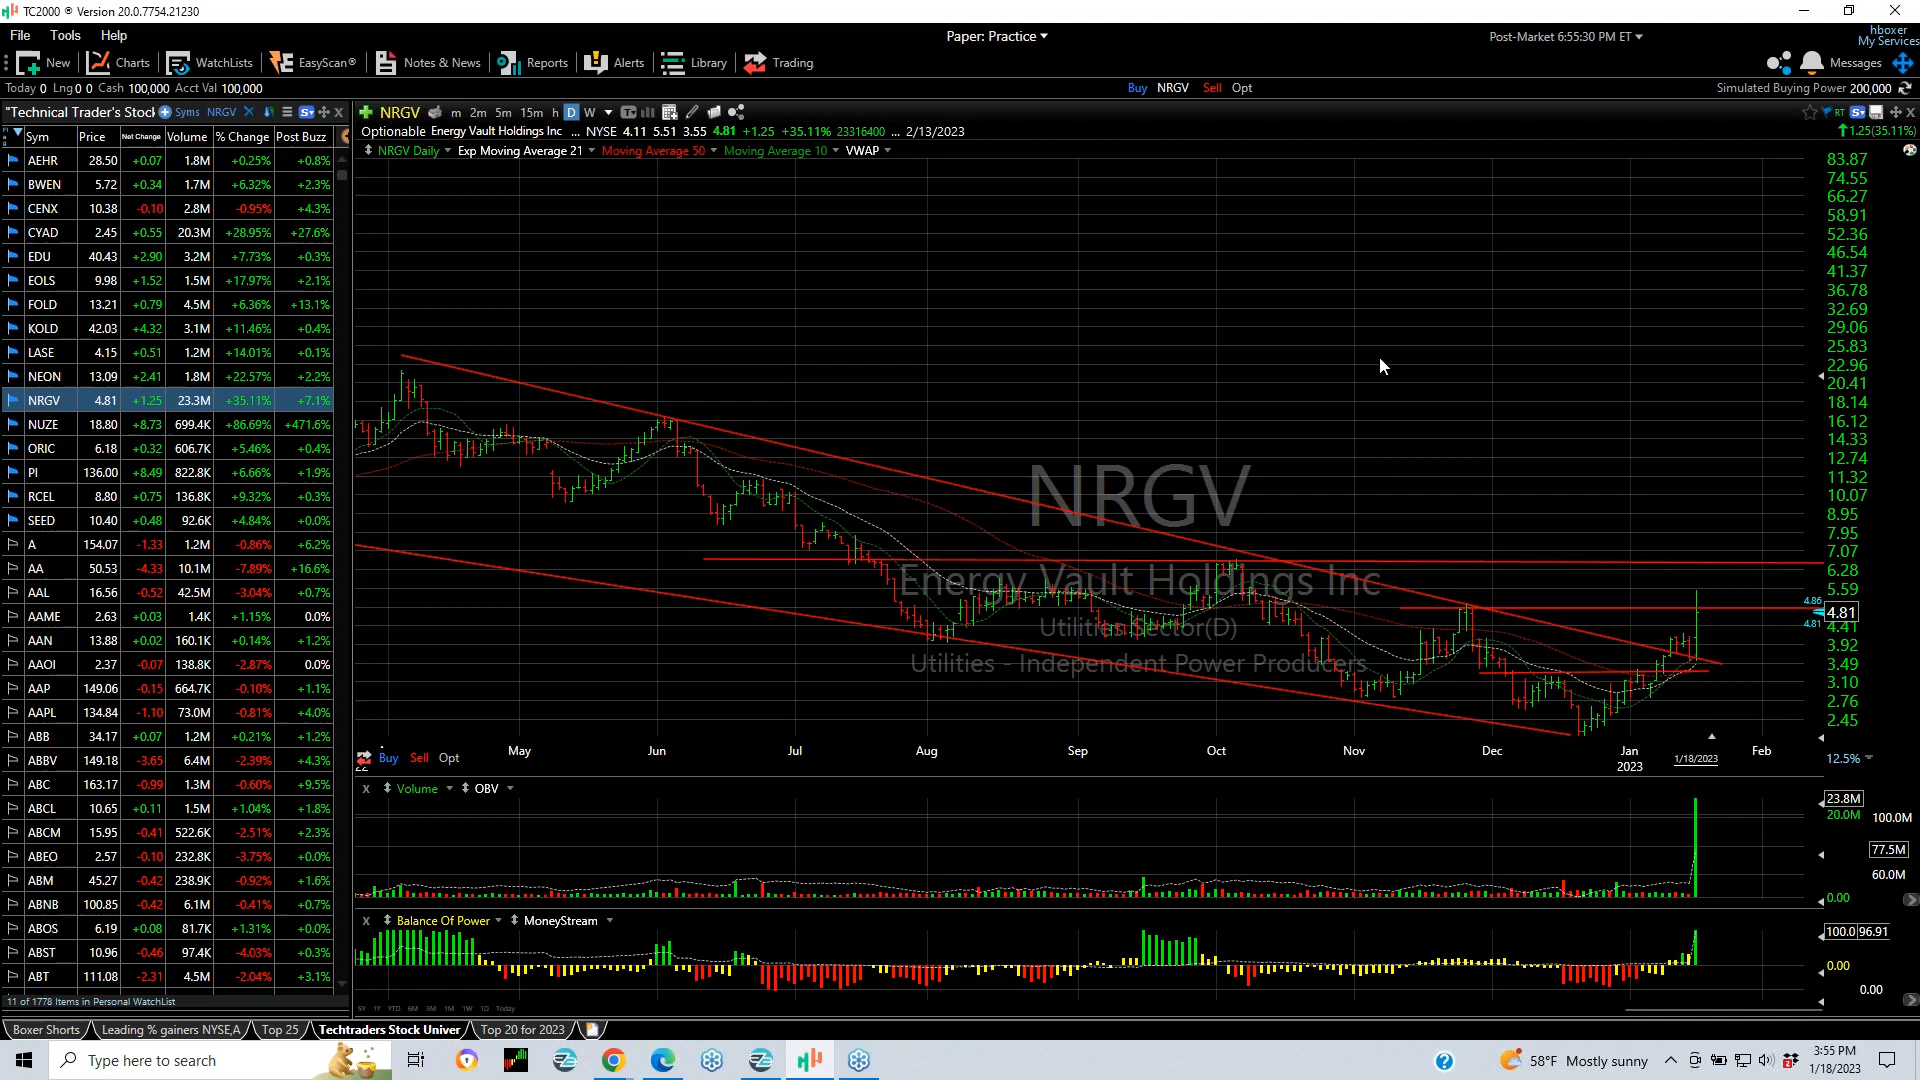 TC2000 ® Version 20.0.7754.21230
File Tools Help
Paper: Practice
Post-Market 6:55:30 PM ET
hboxer
My Services
New Charts WatchLists EasyScan® Notes & News Reports Alerts Library Trading
Messages
Today 0 Lng 0 0 Cash 100,000 Acct Val 100,000
Buy NRGV Sell Opt
Simulated Buying Power 200,000
"Technical Trader's Stocl Syms NRGV
NRGV m 2m 5m 15m h D W
RT
Sym Price Net Change Volume % Change Post Buzz
Optionable Energy Vault Holdings Inc ... NYSE 4.11 5.51 3.55 4.81 +1.25 +35.11% 23316400 ... 2/13/2023
1.25(35.11%)
NRGV Daily Exp Moving Average 21 Moving Average 50 Moving Average 10 VWAP
AEHR 28.50 +0.07 1.8M +0.25% +0.8%
BWEN 5.72 +0.34 1.7M +6.32% +2.3%
CENX 10.38 -0.10 2.8M -0.95% +4.3%
CYAD 2.45 +0.55 20.3M +28.95% +27.6%
EDU 40.43 +2.90 3.2M +7.73% +0.3%
EOLS 9.98 +1.52 1.5M +17.97% +2.1%
FOLD 13.21 +0.79 4.5M +6.36% +13.1%
KOLD 42.03 +4.32 3.1M +11.46% +0.4%
LASE 4.15 +0.51 1.2M +14.01% +0.1%
NEON 13.09 +2.41 1.8M +22.57% +2.2%
NRGV 4.81 +1.25 23.3M +35.11% +7.1%
NUZE 18.80 +8.73 699.4K +86.69% +471.6%
ORIC 6.18 +0.32 606.7K +5.46% +0.4%
PI 136.00 +8.49 822.8K +6.66% +1.9%
RCEL 8.80 +0.75 136.8K +9.32% +0.3%
SEED 10.40 +0.48 92.6K +4.84% +0.0%
A 154.07 -1.33 1.2M -0.86% +6.2%
AA 50.53 -4.33 10.1M -7.89% +16.6%
AAL 16.56 -0.52 42.5M -3.04% +0.7%
AAME 2.63 +0.03 1.4K +1.15% 0.0%
AAN 13.88 +0.02 160.1K +0.14% +1.2%
AAOI 2.37 -0.07 138.8K -2.87% 0.0%
AAP 149.06 -0.15 664.7K -0.10% +1.1%
AAPL 134.84 -1.10 73.0M -0.81% +4.0%
ABB 34.17 +0.07 1.2M +0.21% +1.2%
ABBV 149.18 -3.65 6.4M -2.39% +4.3%
ABC 163.17 -0.99 1.3M -0.60% +9.5%
ABCL 10.65 +0.11 1.5M +1.04% +1.8%
ABCM 15.95 -0.41 522.6K -2.51% +2.3%
ABEO 2.57 -0.10 232.8K -3.75% +0.0%
ABM 45.27 -0.42 238.9K -0.92% +1.6%
ABNB 100.85 -0.42 6.1M -0.41% +0.7%
ABOS 6.19 +0.08 81.7K +1.31% +0.0%
ABST 10.96 -0.46 97.4K -4.03% +0.3%
ABT 111.08 -2.31 4.5M -2.04% +3.1%
11 of 1778 Items in Personal WatchList
NRGV
Energy Vault Holdings Inc
Utilities Sector(D)
Utilities - Independent Power Producers
83.87
74.55
66.27
58.91
52.36
46.54
41.37
36.78
32.69
29.06
25.83
22.96
20.41
18.14
16.12
14.33
12.74
11.32
10.07
8.95
7.95
7.07
6.28
5.59
4.86
4.81
4.81
4.41
3.92
3.49
3.10
2.76
2.45
May Jun Jul Aug Sep Oct Nov Dec Jan Feb
12.5%
22
2023
1/18/2023
Buy Sell Opt
X Volume OBV
23.8M
20.0M
100.0M
77.5M
60.0M
0.00
X Balance Of Power MoneyStream
100.0 96.91
0.00
0.00
5Y 1Y YTD 6M 3M 1M 1W 1D Today
Boxer Shorts Leading % gainers NYSE,A Top 25 Techtraders Stock Univer Top 20 for 2023
Type here to search
58°F Mostly sunny
3:55 PM
1/18/2023